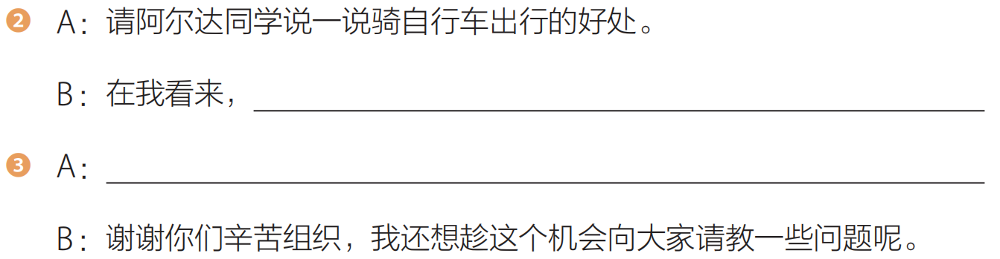 2 A：请阿尔达同学说一说骑自行车出行的好处。
B：在我看来，
3 A：
B：谢谢你们辛苦组织，我还想趁这个机会向大家请教一些问题呢。